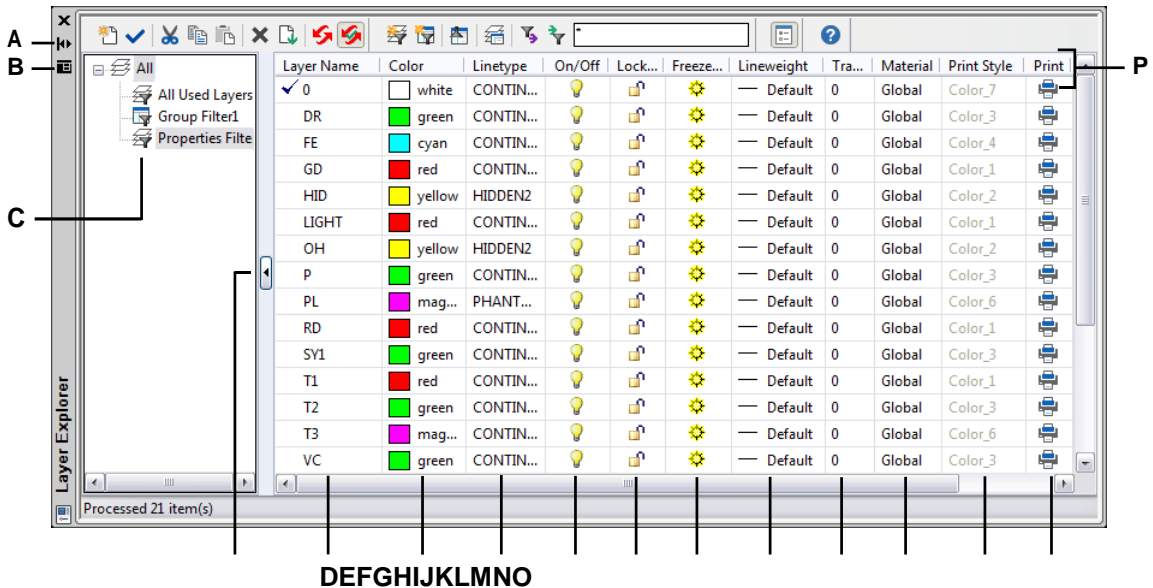 A
B
C
P
All
All Used Layers
Group Filter1
Properties Filte
*
Layer Name Color Linetype On/Off Lock... Freeze... Lineweight Tra... Material Print Style Print
0 white CONTIN... Default 0 Global Color_7
DR green CONTIN... Default 0 Global Color_3
FE cyan CONTIN... Default 0 Global Color_4
GD red CONTIN... Default 0 Global Color_1
HID yellow HIDDEN2 Default 0 Global Color_2
LIGHT red CONTIN... Default 0 Global Color_1
OH yellow HIDDEN2 Default 0 Global Color_2
P green CONTIN... Default 0 Global Color_3
PL mag... PHANT... Default 0 Global Color_6
RD red CONTIN... Default 0 Global Color_1
SY1 green CONTIN... Default 0 Global Color_3
T1 red CONTIN... Default 0 Global Color_1
T2 green CONTIN... Default 0 Global Color_3
T3 mag... CONTIN... Default 0 Global Color_6
VC green CONTIN... Default 0 Global Color_3
Layer Explorer
Processed 21 item(s)
DEFGHIJKLMNO